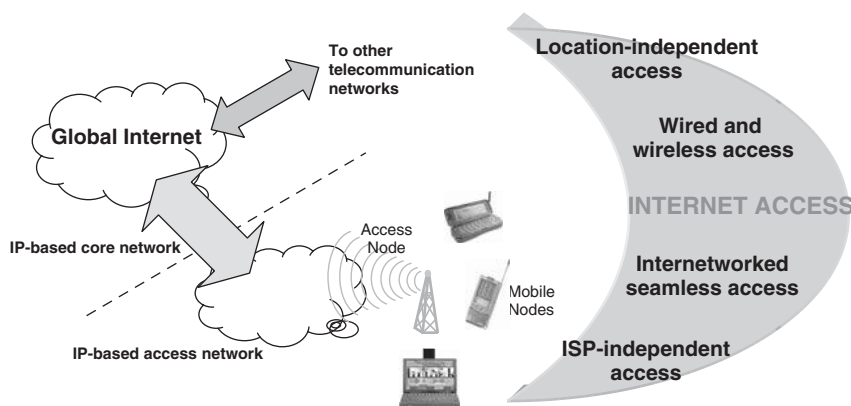 To other
telecommunication
networks
Global Internet
IP-based core network
Access
Node
Mobile
Nodes
IP-based access network
Location-independent
access
Wired and
wireless access
INTERNET ACCESS
Internetworked
seamless access
ISP-independent
access